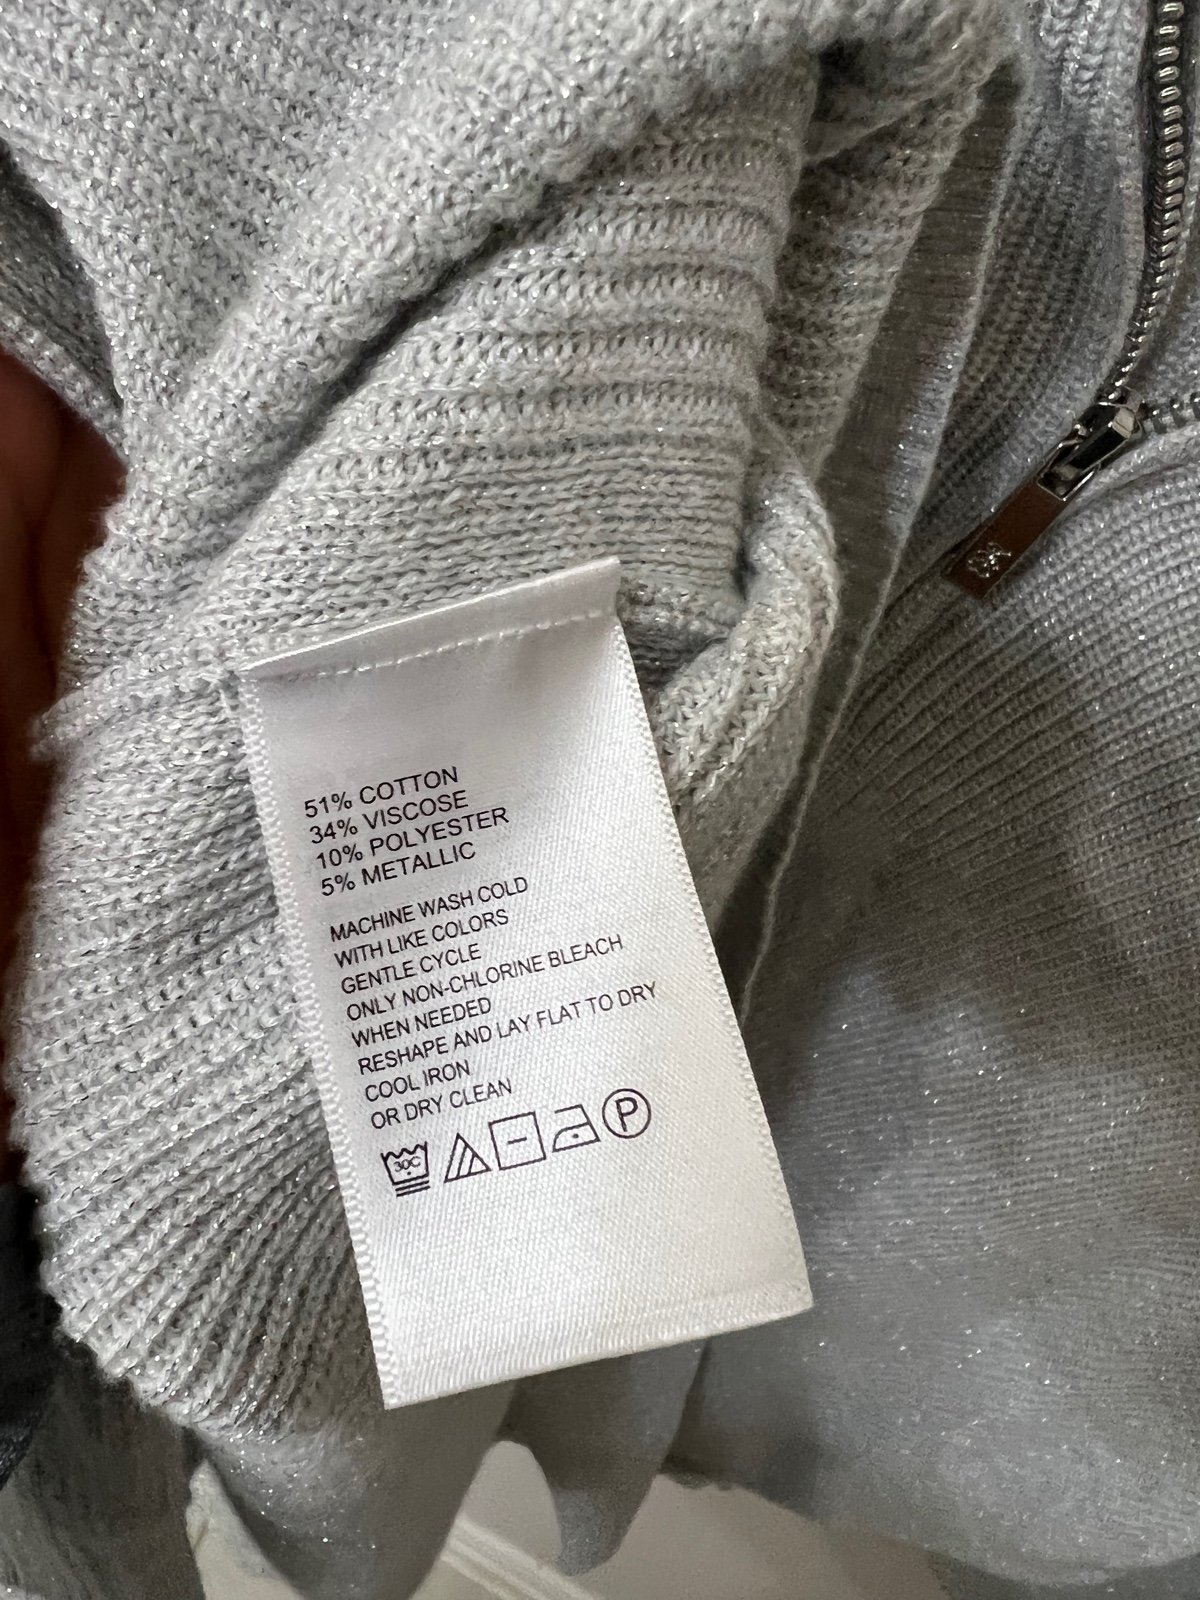 51% COTTON
34% VISCOSE
10% POLYESTER
5% METALLIC
MACHINE WASH COLD
WITH LIKE COLORS
GENTLE CYCLE
ONLY NON-CHLORINE BLEACH
WHEN NEEDED
RESHAPE AND LAY FLAT TO DRY
COOL IRON
OR DRY CLEAN
30C P